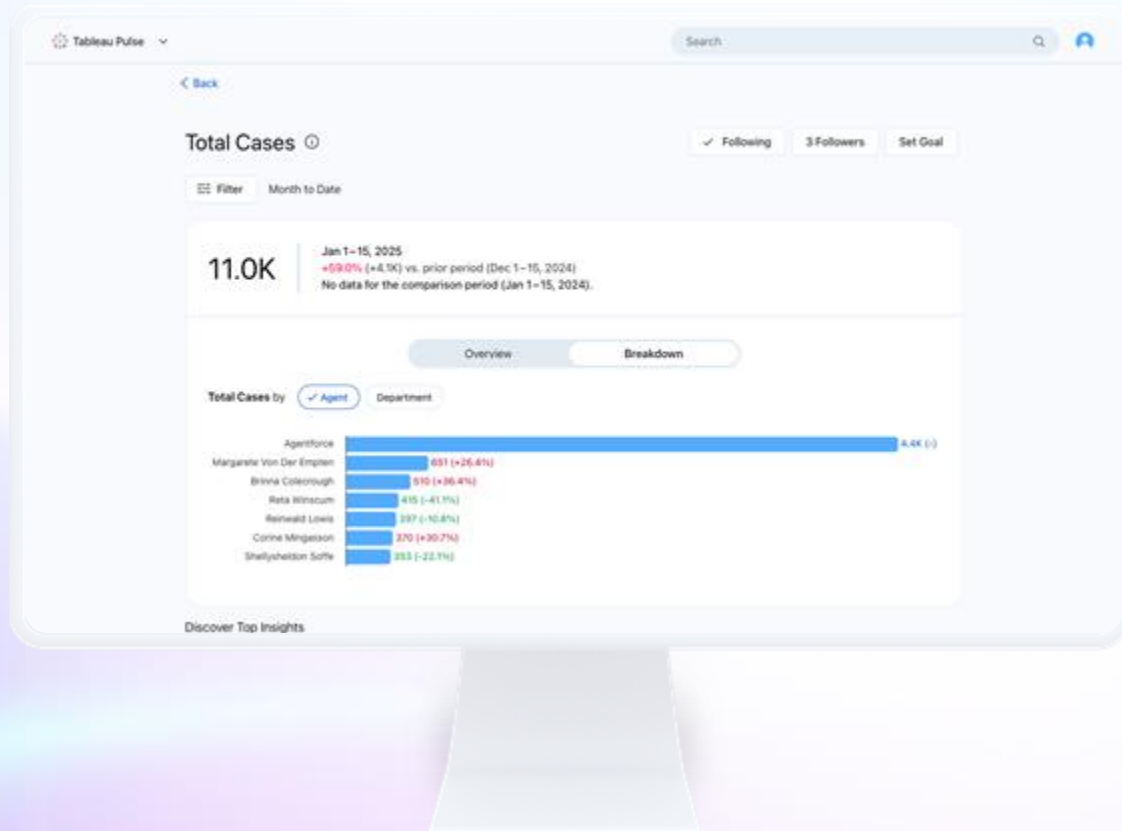 Tableau Pulse
Search
Back
Total Cases
Following 3 Followers Set Goal
Filter Month to Date
11.0K
Jan 1–15, 2025
+59.0% (+4.1K) vs. prior period (Dec 1–15, 2024)
No data for the comparison period (Jan 1–15, 2024).
Overview Breakdown
Total Cases by Agent Department
Agentforce 4.4K (-)
Margarete Von Der Empten 651 (+26.4%)
Brinna Colecrough 510 (+36.4%)
Reta Winscum 415 (-41.1%)
Reinwald Lowis 397 (-10.8%)
Corine Mingasson 370 (+30.7%)
Shellysheldon Soffe 353 (-22.1%)
Discover Top Insights